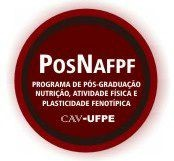 PosNAFPF
PROGRAMA DE PÓS-GRADUAÇÃO
NUTRIÇÃO, ATIVIDADE FÍSICA E
PLASTICIDADE FENOTÍPICA
CAV-UFPE